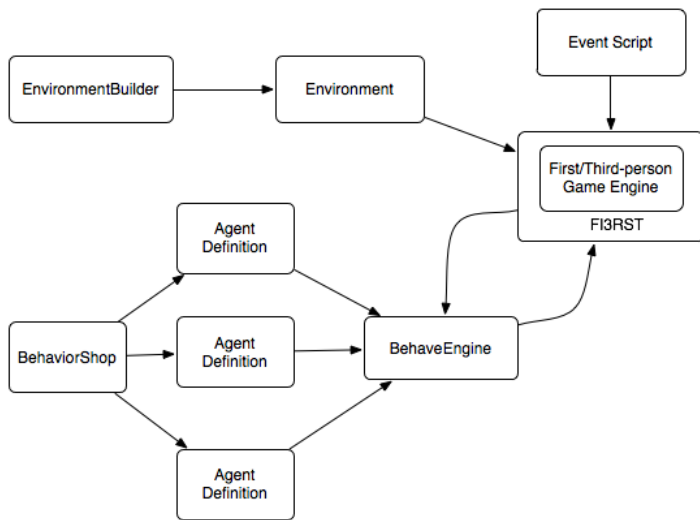 Event Script
EnvironmentBuilder
Environment
First/Third-person
Game Engine
FI3RST
Agent
Definition
BehaviorShop
Agent
Definition
BehaveEngine
Agent
Definition